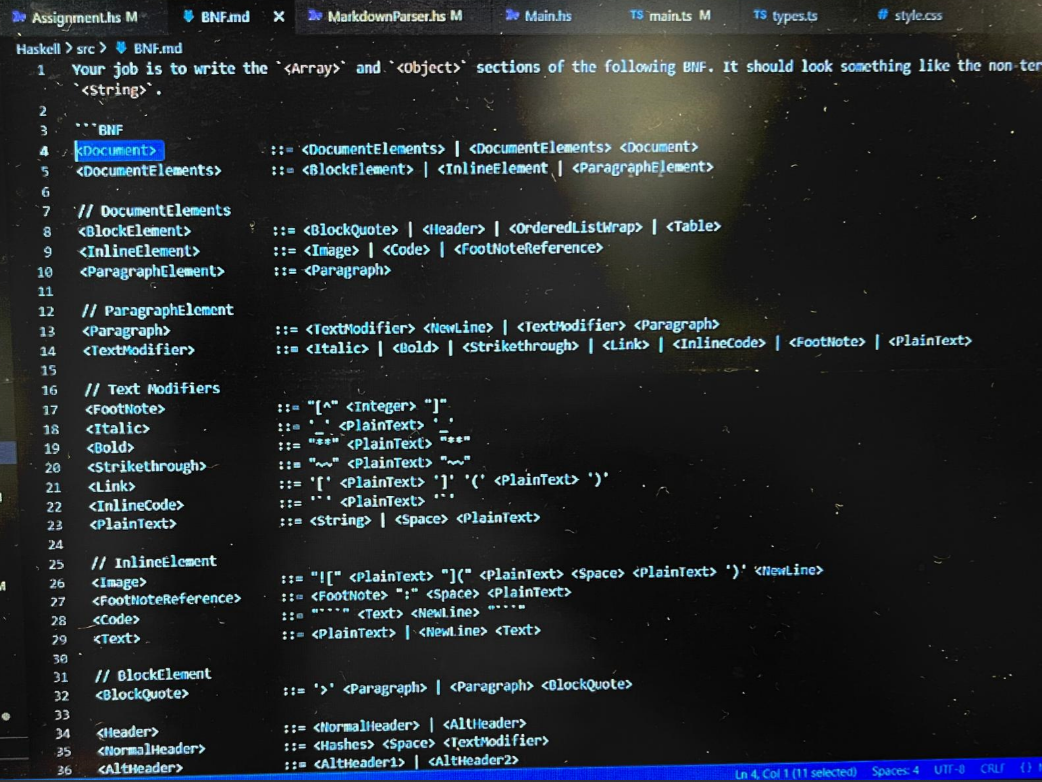 Assignment.hs M BNF.md X MarkdownParser.hs M Main.hs TS main.ts M TS types.ts # style.css
Haskell > src > BNF.md
1 Your job is to write the `<Array>` and `<Object>` sections of the following BNF. It should look something like the non-ter
`<String>`.
2
3 ```BNF
4 <Document> ::= <DocumentElements> | <DocumentElements> <Document>
5 <DocumentElements> ::= <BlockElement> | <InlineElement | <ParagraphElement>
6
7 // DocumentElements
8 <BlockElement> ::= <BlockQuote> | <Header> | <OrderedListWrap> | <Table>
9 <InlineElement> ::= <Image> | <Code> | <FootNoteReference>
10 <ParagraphElement> ::= <Paragraph>
11
12 // ParagraphElement
13 <Paragraph> ::= <TextModifier> <NewLine> | <TextModifier> <Paragraph>
14 <TextModifier> ::= <Italic> | <Bold> | <Strikethrough> | <Link> | <InlineCode> | <FootNote> | <PlainText>
15
16 // Text Modifiers
17 <FootNote> ::= "[^" <Integer> "]"
18 <Italic> ::= '_' <PlainText> '_'
19 <Bold> ::= "**" <PlainText> "**"
20 <Strikethrough> ::= "~~" <PlainText> "~~"
21 <Link> ::= '[' <PlainText> ']' '(' <PlainText> ')'
22 <InlineCode> ::= '`' <PlainText> '`'
23 <PlainText> ::= <String> | <Space> <PlainText>
24
25 // InlineElement
26 <Image> ::= "![" <PlainText> "](" <PlainText> <Space> <PlainText> ')' <NewLine>
27 <FootNoteReference> ::= <FootNote> ":" <Space> <PlainText>
28 <Code> ::= "```" <Text> <NewLine> "```"
29 <Text> ::= <PlainText> | <NewLine> <Text>
30
31 // BlockElement
32 <BlockQuote> ::= '>' <Paragraph> | <Paragraph> <BlockQuote>
33
34 <Header> ::= <NormalHeader> | <AltHeader>
35 <NormalHeader> ::= <Hashes> <Space> <TextModifier>
36 <AltHeader> ::= <AltHeader1> | <AltHeader2>
Ln 4, Col 1 (11 selected) Spaces: 4 UTF-8 CRLF {}